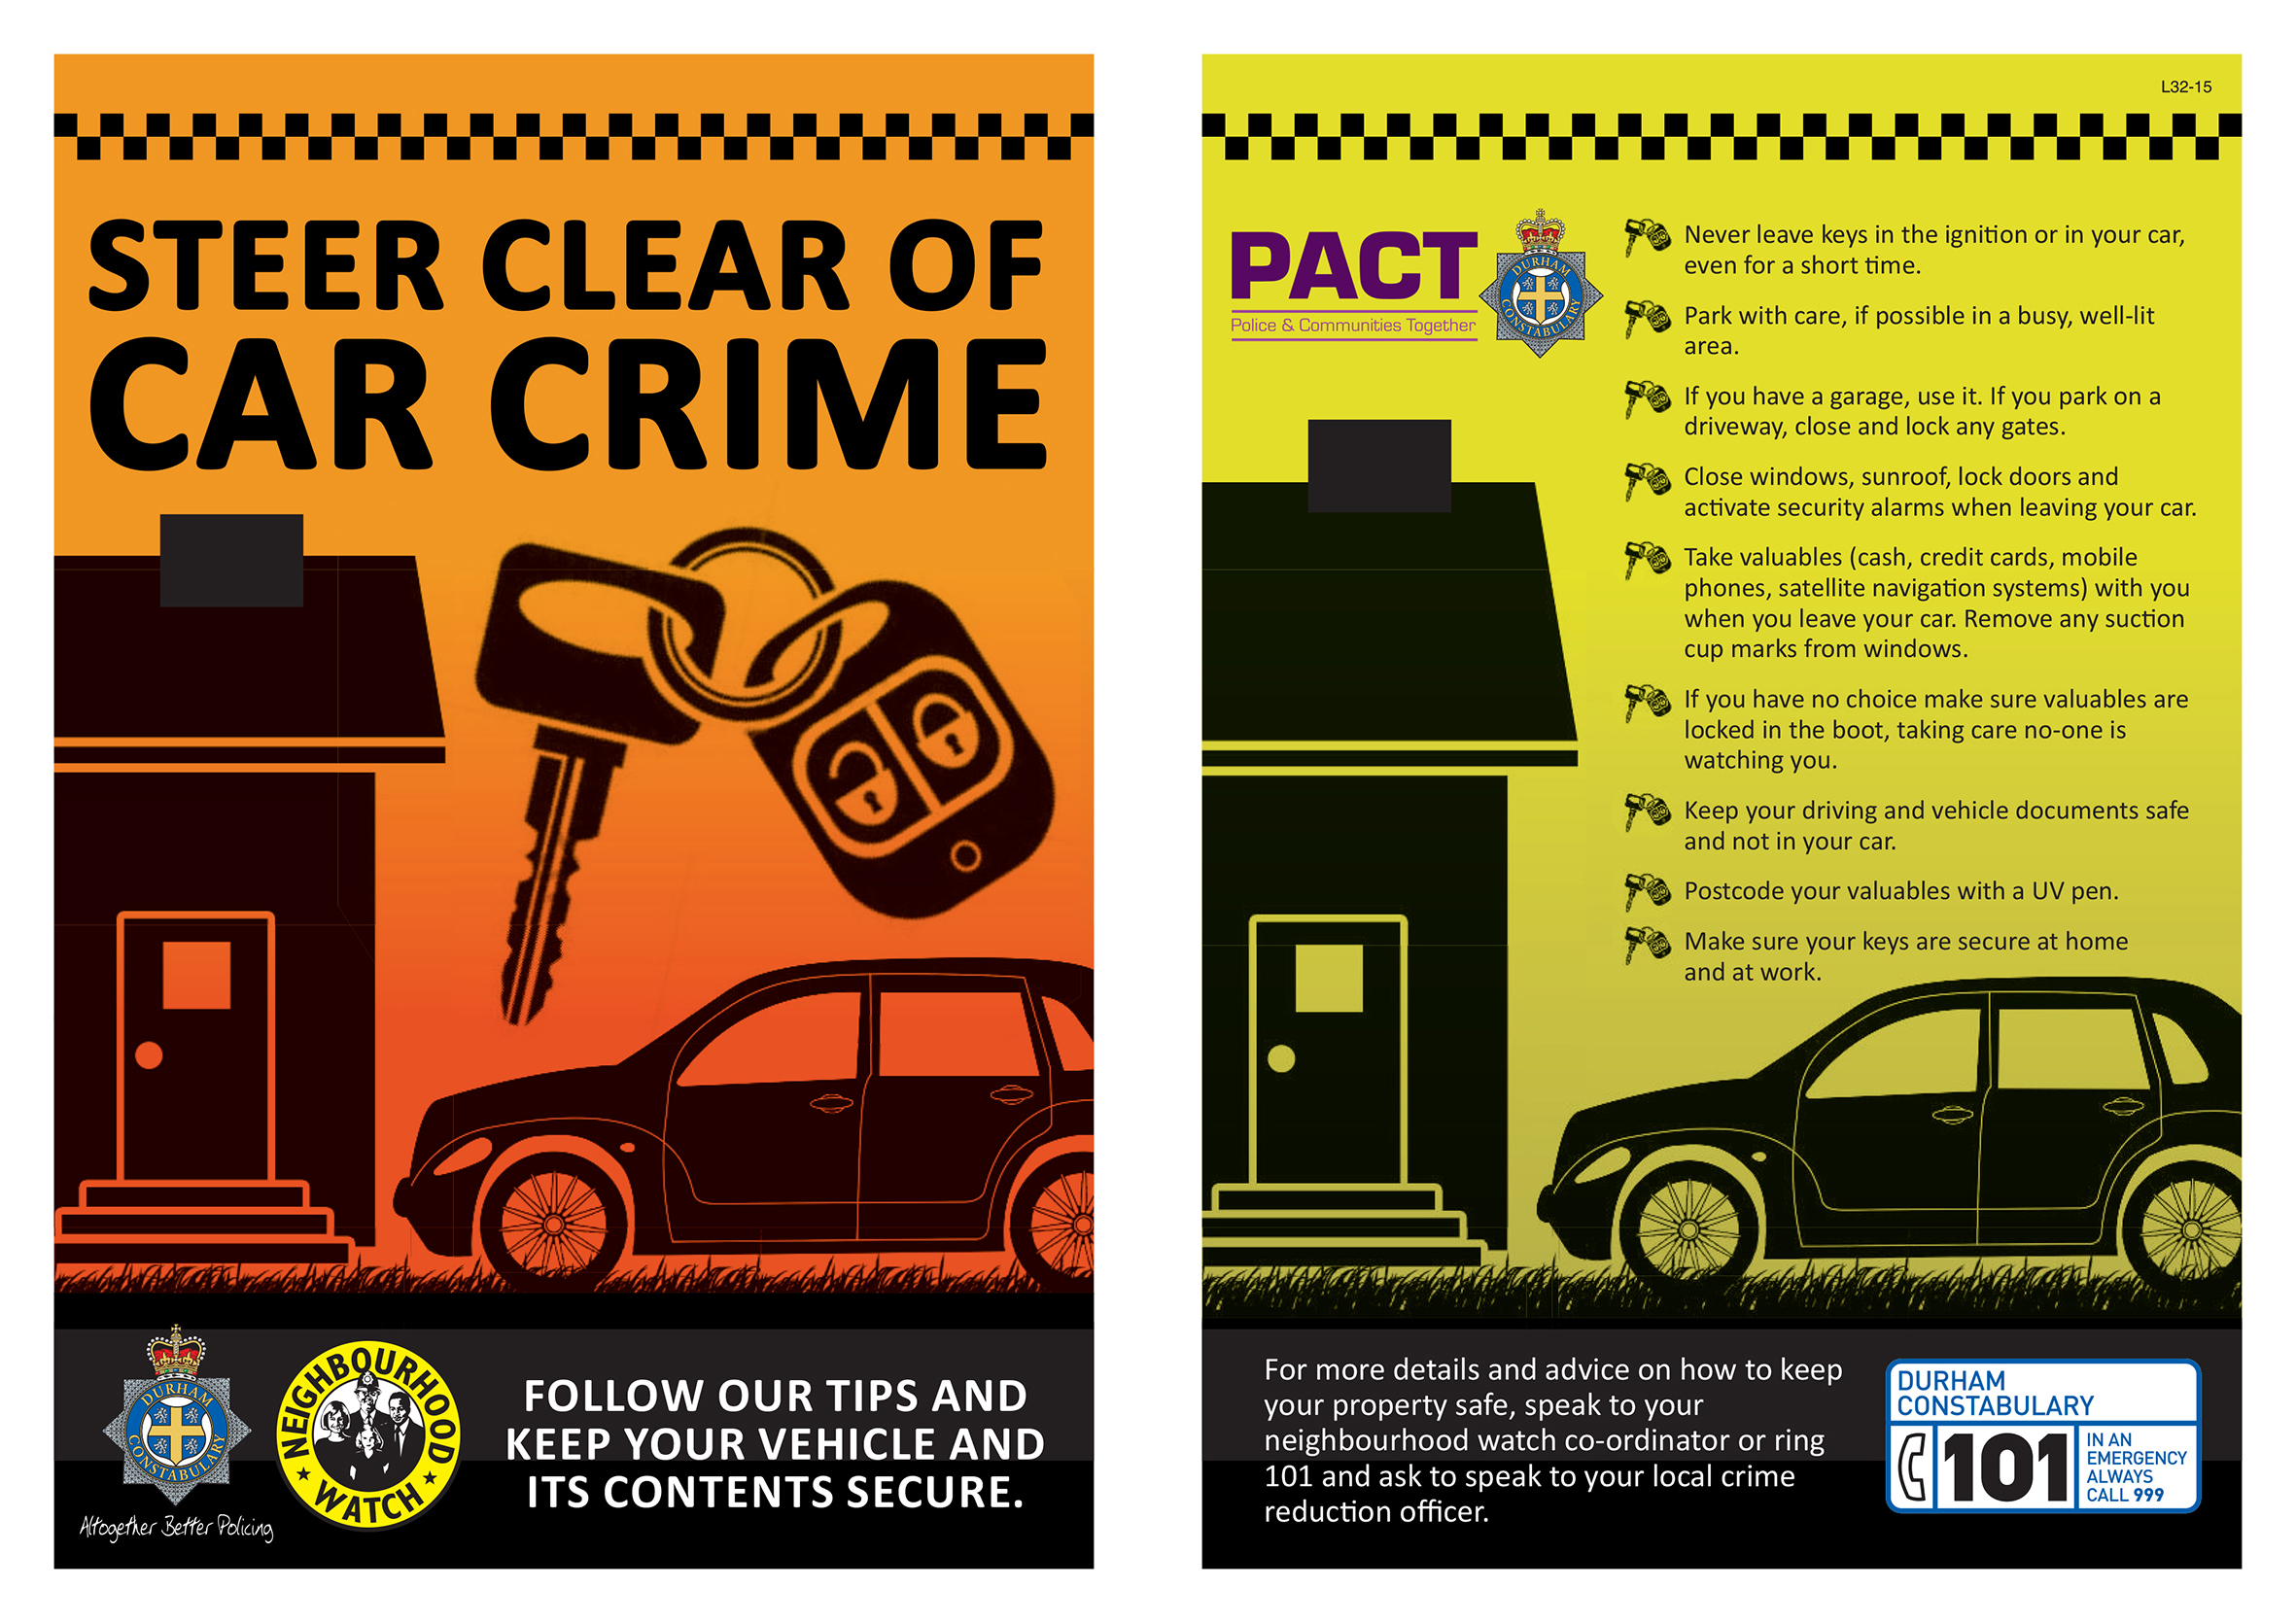 STEER CLEAR OF
CAR CRIME
DURHAM
CONSTABULARY
Altogether Better Policing
NEIGHBOURHOOD
WATCH
FOLLOW OUR TIPS AND
KEEP YOUR VEHICLE AND
ITS CONTENTS SECURE.
L32-15
PACT
Police & Communities Together
DURHAM
CONSTABULARY
Never leave keys in the ignition or in your car,
even for a short time.
Park with care, if possible in a busy, well-lit
area.
If you have a garage, use it. If you park on a
driveway, close and lock any gates.
Close windows, sunroof, lock doors and
activate security alarms when leaving your car.
Take valuables (cash, credit cards, mobile
phones, satellite navigation systems) with you
when you leave your car. Remove any suction
cup marks from windows.
If you have no choice make sure valuables are
locked in the boot, taking care no-one is
watching you.
Keep your driving and vehicle documents safe
and not in your car.
Postcode your valuables with a UV pen.
Make sure your keys are secure at home
and at work.
For more details and advice on how to keep
your property safe, speak to your
neighbourhood watch co-ordinator or ring
101 and ask to speak to your local crime
reduction officer.
DURHAM
CONSTABULARY
101
IN AN
EMERGENCY
ALWAYS
CALL 999